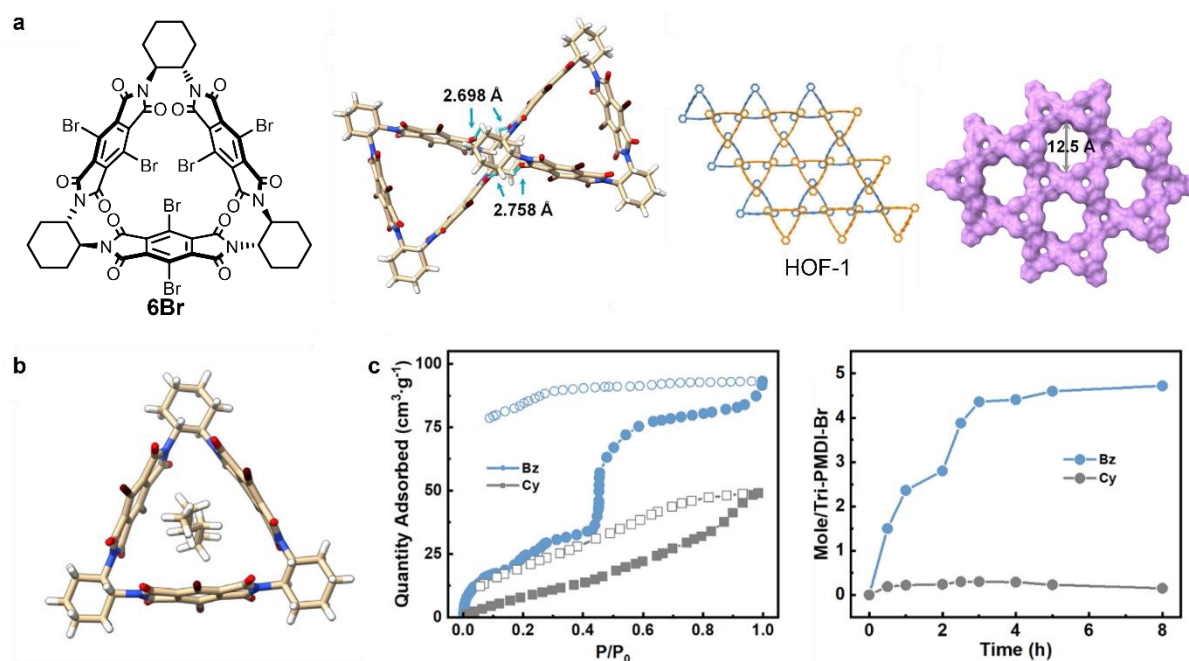 a
O O
N N
O O O O
Br Br
Br Br
O O O O
N Br N
O O O O
N N
O O
Br
6Br
2.698 Å
2.758 Å
HOF-1
12.5 Å
b
c
Quantity Adsorbed (cm³·g⁻¹)
100
75
50
25
0
Bz
Cy
0.0 0.2 0.4 0.6 0.8 1.0
P/P₀
Mole/Tri-PMDI-Br
5
4
3
2
1
0
Bz
Cy
0 2 4 6 8
Time (h)